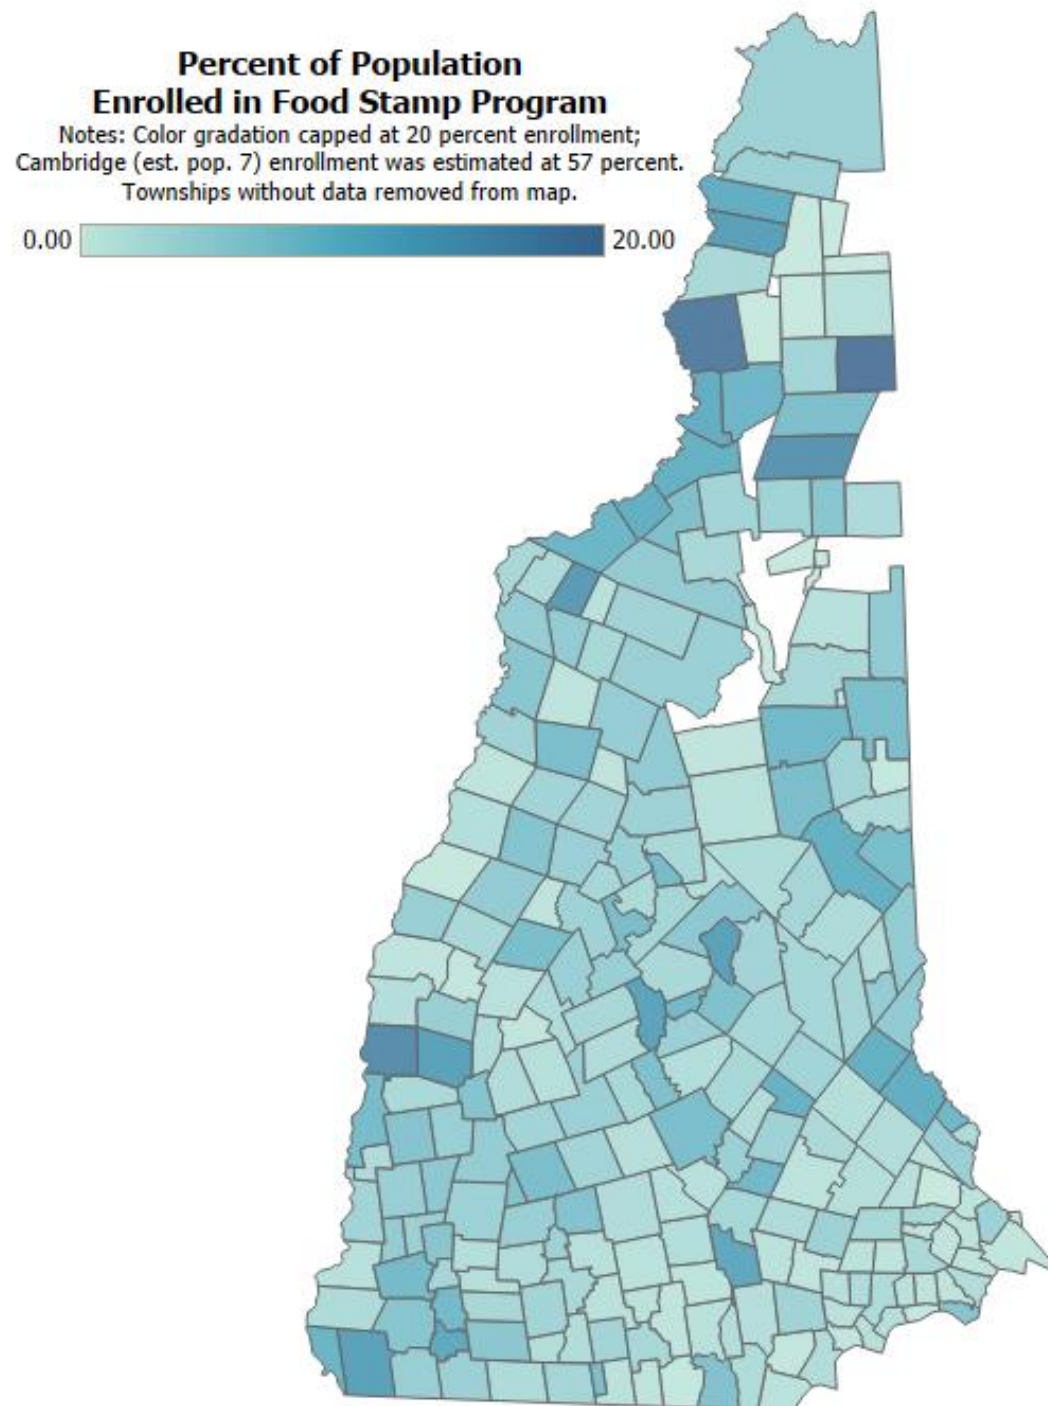 Percent of Population
Enrolled in Food Stamp Program
Notes: Color gradation capped at 20 percent enrollment;
Cambridge (est. pop. 7) enrollment was estimated at 57 percent.
Townships without data removed from map.
0.00 20.00